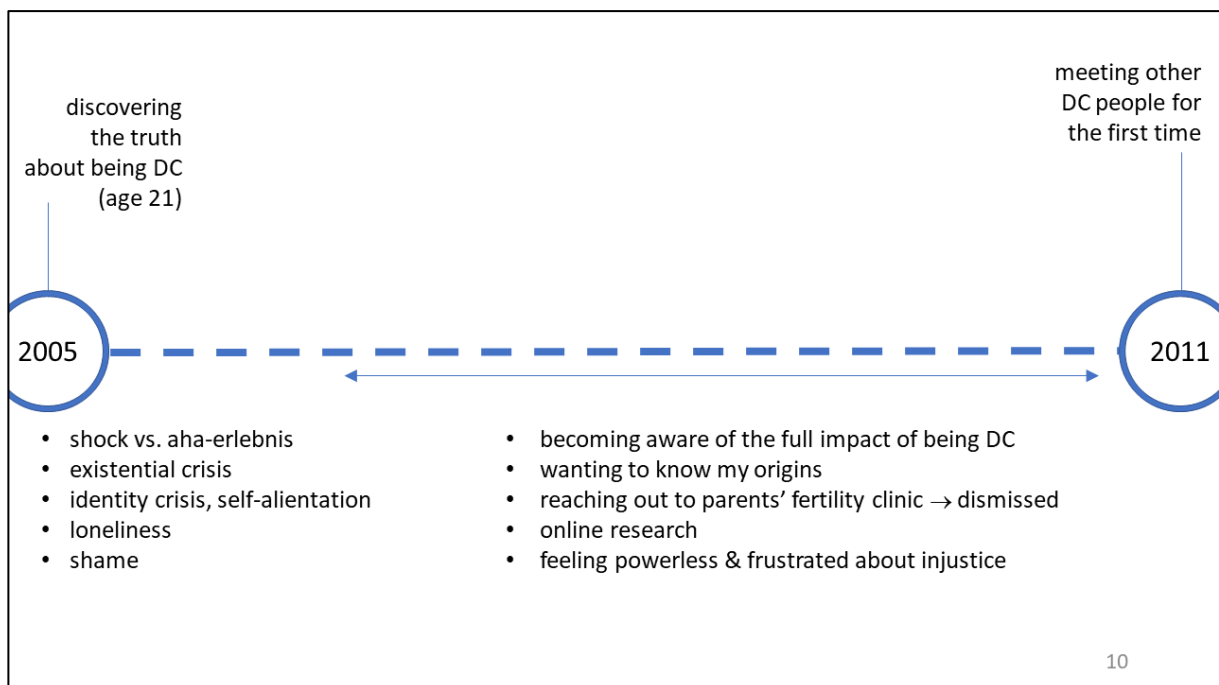 discovering
the truth
about being DC
(age 21)
meeting other
DC people for
the first time
2005
2011
• shock vs. aha-erlebnis
• existential crisis
• identity crisis, self-alientation
• loneliness
• shame
• becoming aware of the full impact of being DC
• wanting to know my origins
• reaching out to parents’ fertility clinic → dismissed
• online research
• feeling powerless & frustrated about injustice
10